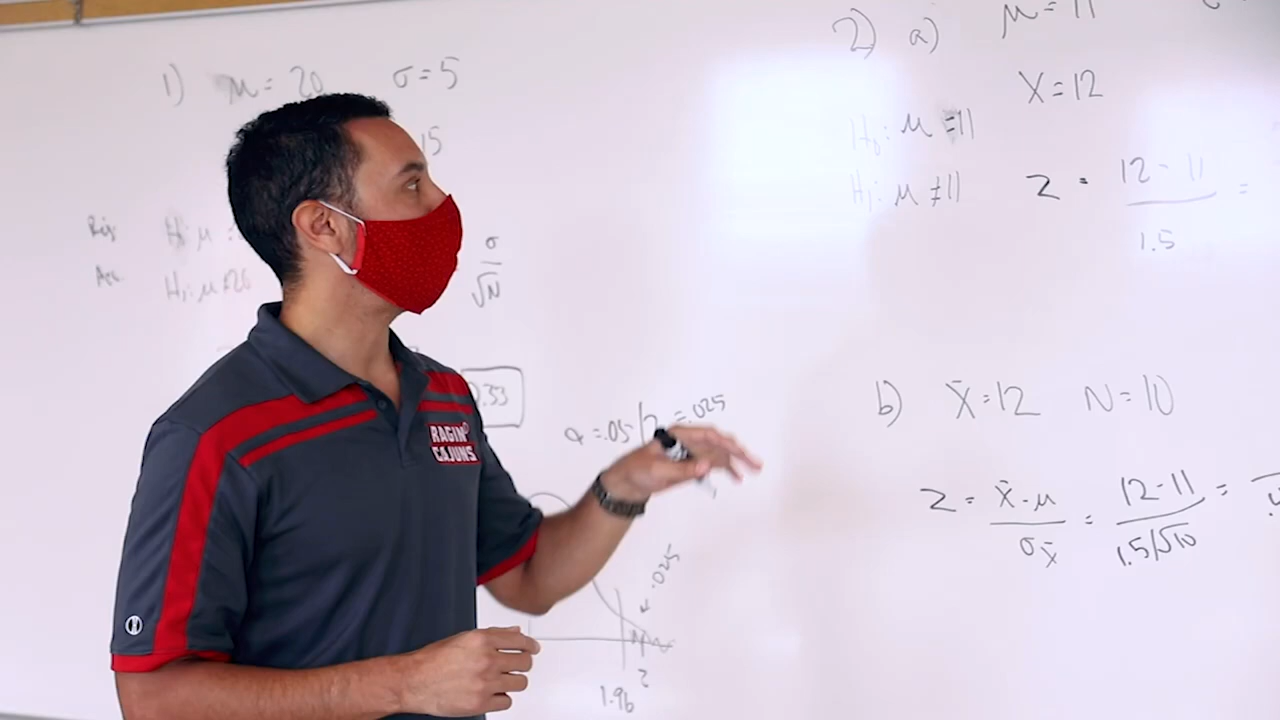 1) μ = 20 σ = 5
15
Rej H₀: μ
Acc H₁: μ ≠ 20
σ
√N
.33
α = .05/2 = .025
.025
1.96 2
RAGIN'
CAJUNS
2) a) μ = 11
X = 12
H₀: μ = 11
H₁: μ ≠ 11
Z = 12 - 11 =
1.5
b) X̄ = 12 N = 10
Z = X̄ - μ = 12 - 11 =
σX̄ 1.5/√10